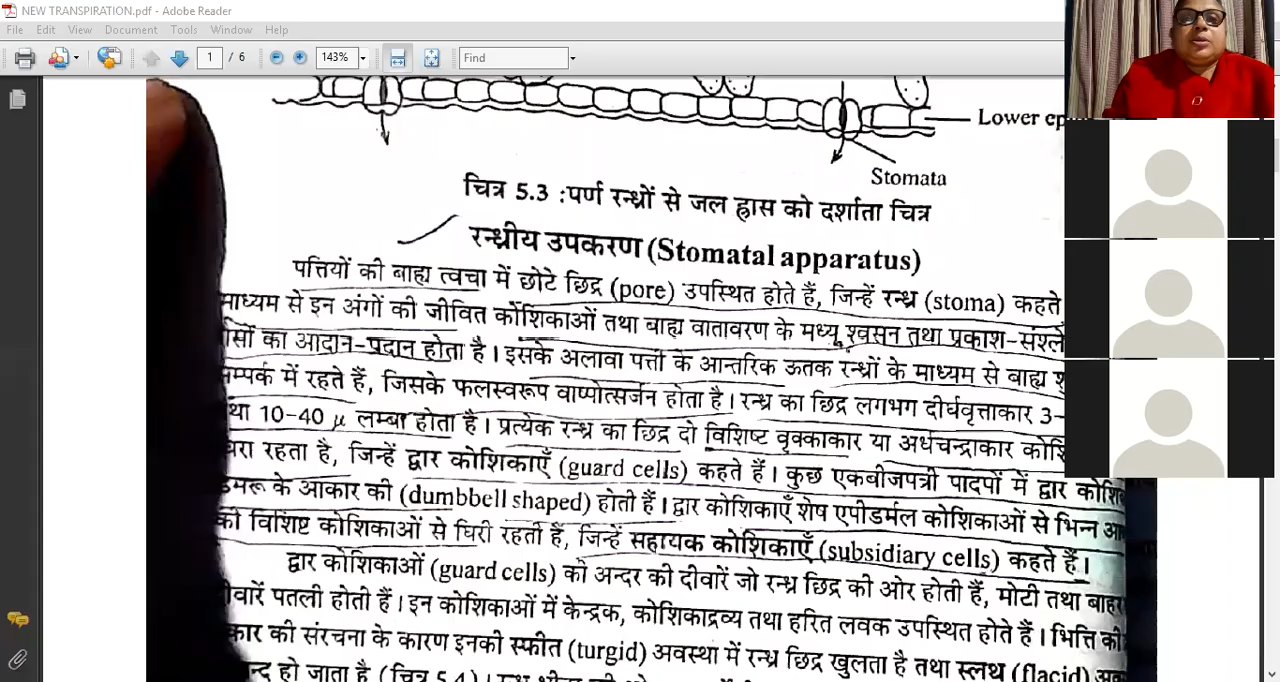 NEW TRANSPIRATION.pdf - Adobe Reader
File Edit View Document Tools Window Help
1 / 6 143% Find
Lower ep
Stomata
चित्र 5.3 : पर्ण रन्ध्रों से जल ह्रास को दर्शाता चित्र
रन्ध्रीय उपकरण (Stomatal apparatus)
पत्तियों की बाह्य त्वचा में छोटे छिद्र (pore) उपस्थित होते हैं, जिन्हें रन्ध्र (stoma) कहते
माध्यम से इन अंगों की जीवित कोशिकाओं तथा बाह्य वातावरण के मध्य श्वसन तथा प्रकाश-संश्ले
का आदान-प्रदान होता है। इसके अलावा पत्ती के आन्तरिक ऊतक रन्ध्रों के माध्यम से बाह्य
म्पर्क में रहते हैं, जिसके फलस्वरूप वाष्पोत्सर्जन होता है। रन्ध्र का छिद्र लगभग दीर्घवृत्ताकार 3-
था 10-40 μ लम्बा होता है। प्रत्येक रन्ध्र का छिद्र दो विशिष्ट वृक्काकार या अर्धचन्द्राकार कोशि
घिरा रहता है, जिन्हें द्वार कोशिकाएँ (guard cells) कहते हैं। कुछ एकबीजपत्री पादपों में द्वार कोशि
डमरू के आकार की (dumbbell shaped) होती हैं। द्वार कोशिकाएँ शेष एपीडर्मल कोशिकाओं से भिन्न आ
की विशिष्ट कोशिकाओं से घिरी रहती हैं, जिन्हें सहायक कोशिकाएँ (subsidiary cells) कहते हैं।
द्वार कोशिकाओं (guard cells) की अन्दर की दीवारें जो रन्ध्र छिद्र की ओर होती हैं, मोटी तथा बाहर
वारें पतली होती हैं। इन कोशिकाओं में केन्द्रक, कोशिकाद्रव्य तथा हरित लवक उपस्थित होते हैं। भित्ति की
कार की संरचना के कारण इनकी स्फीत (turgid) अवस्था में रन्ध्र छिद्र खुलता है तथा स्लथ (flacid) अव
न्द हो जाता है (चित्र 5.4)।